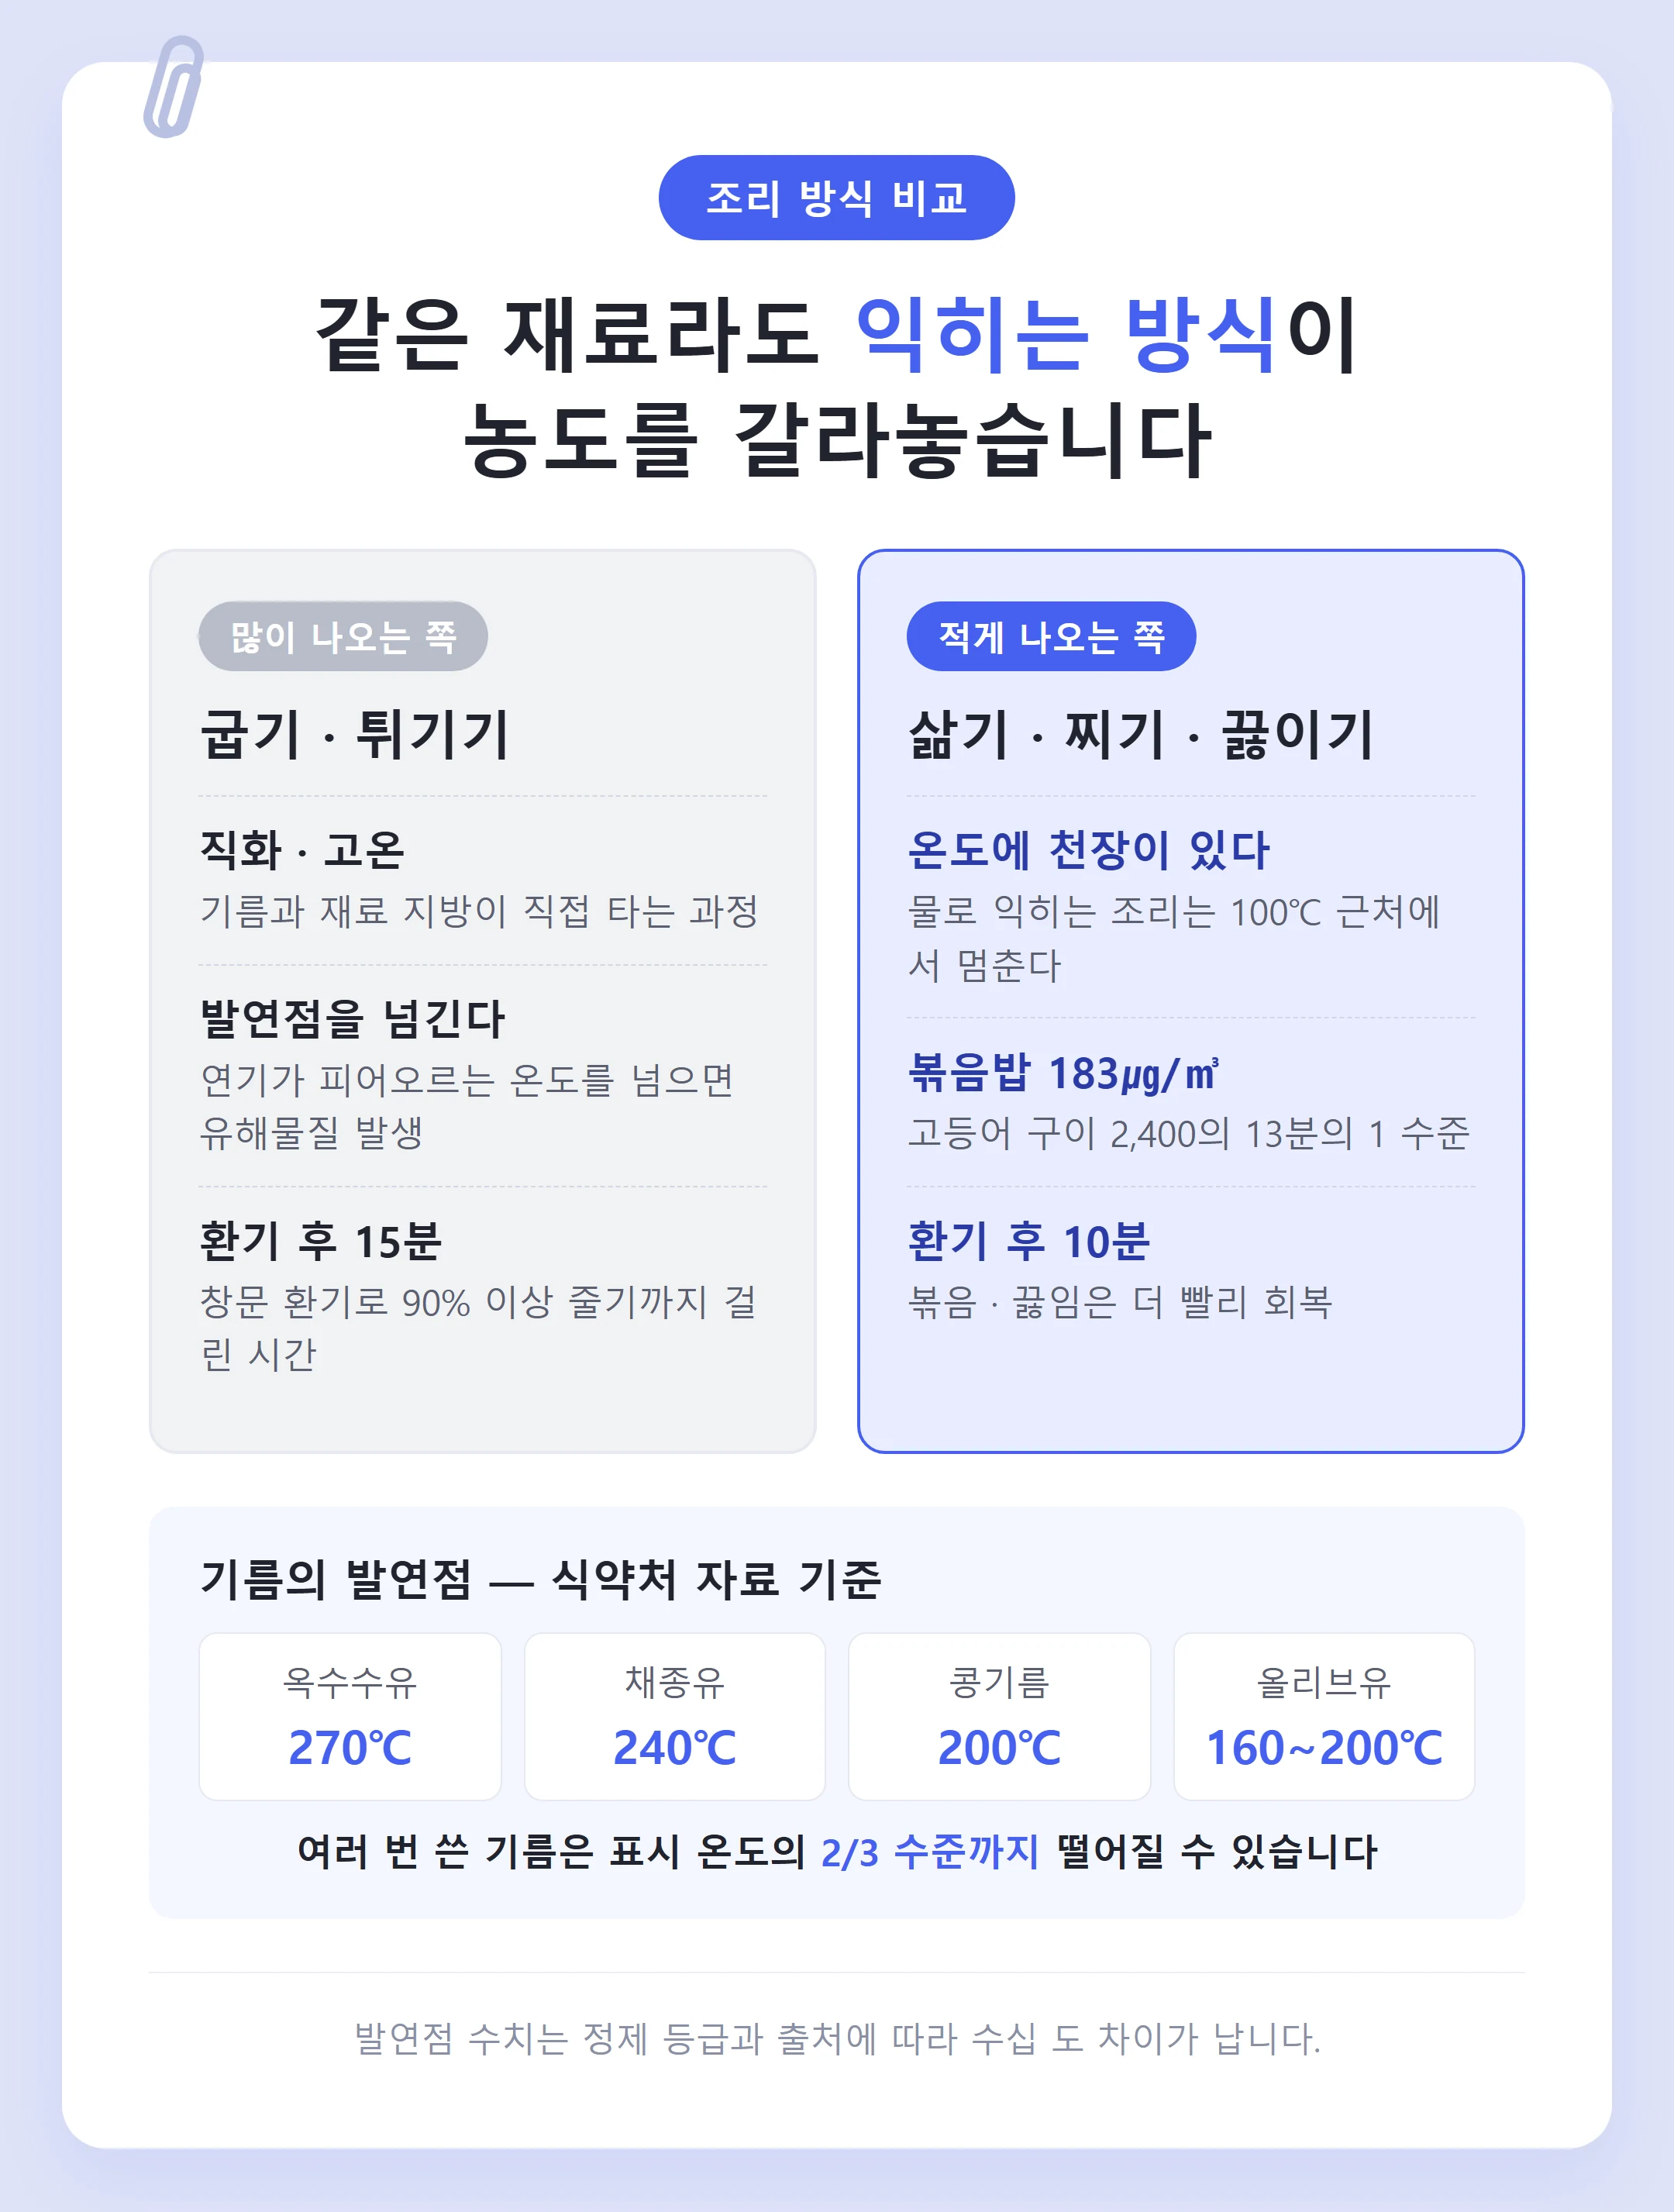 조리 방식 비교
같은 재료라도 익히는 방식이
농도를 갈라놓습니다
많이 나오는 쪽
굽기 · 튀기기
직화 · 고온
기름과 재료 지방이 직접 타는 과정
발연점을 넘긴다
연기가 피어오르는 온도를 넘으면
유해물질 발생
환기 후 15분
창문 환기로 90% 이상 줄기까지 걸
린 시간
적게 나오는 쪽
삶기 · 찌기 · 끓이기
온도에 천장이 있다
물로 익히는 조리는 100℃ 근처에
서 멈춘다
볶음밥 183㎍/㎥
고등어 구이 2,400의 13분의 1 수준
환기 후 10분
볶음 · 끓임은 더 빨리 회복
기름의 발연점 — 식약처 자료 기준
옥수수유
270℃
채종유
240℃
콩기름
200℃
올리브유
160~200℃
여러 번 쓴 기름은 표시 온도의 2/3 수준까지 떨어질 수 있습니다
발연점 수치는 정제 등급과 출처에 따라 수십 도 차이가 납니다.